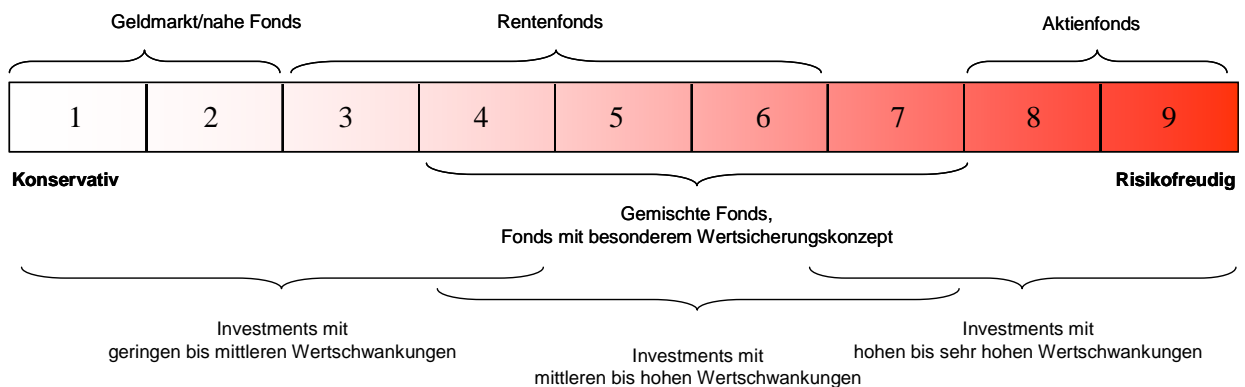 Geldmarkt/nahe Fonds
Rentenfonds
Aktienfonds
1 2 3 4 5 6 7 8 9
Konservativ
Risikofreudig
Gemischte Fonds,
Fonds mit besonderem Wertsicherungskonzept
Investments mit
geringen bis mittleren Wertschwankungen
Investments mit
mittleren bis hohen Wertschwankungen
Investments mit
hohen bis sehr hohen Wertschwankungen